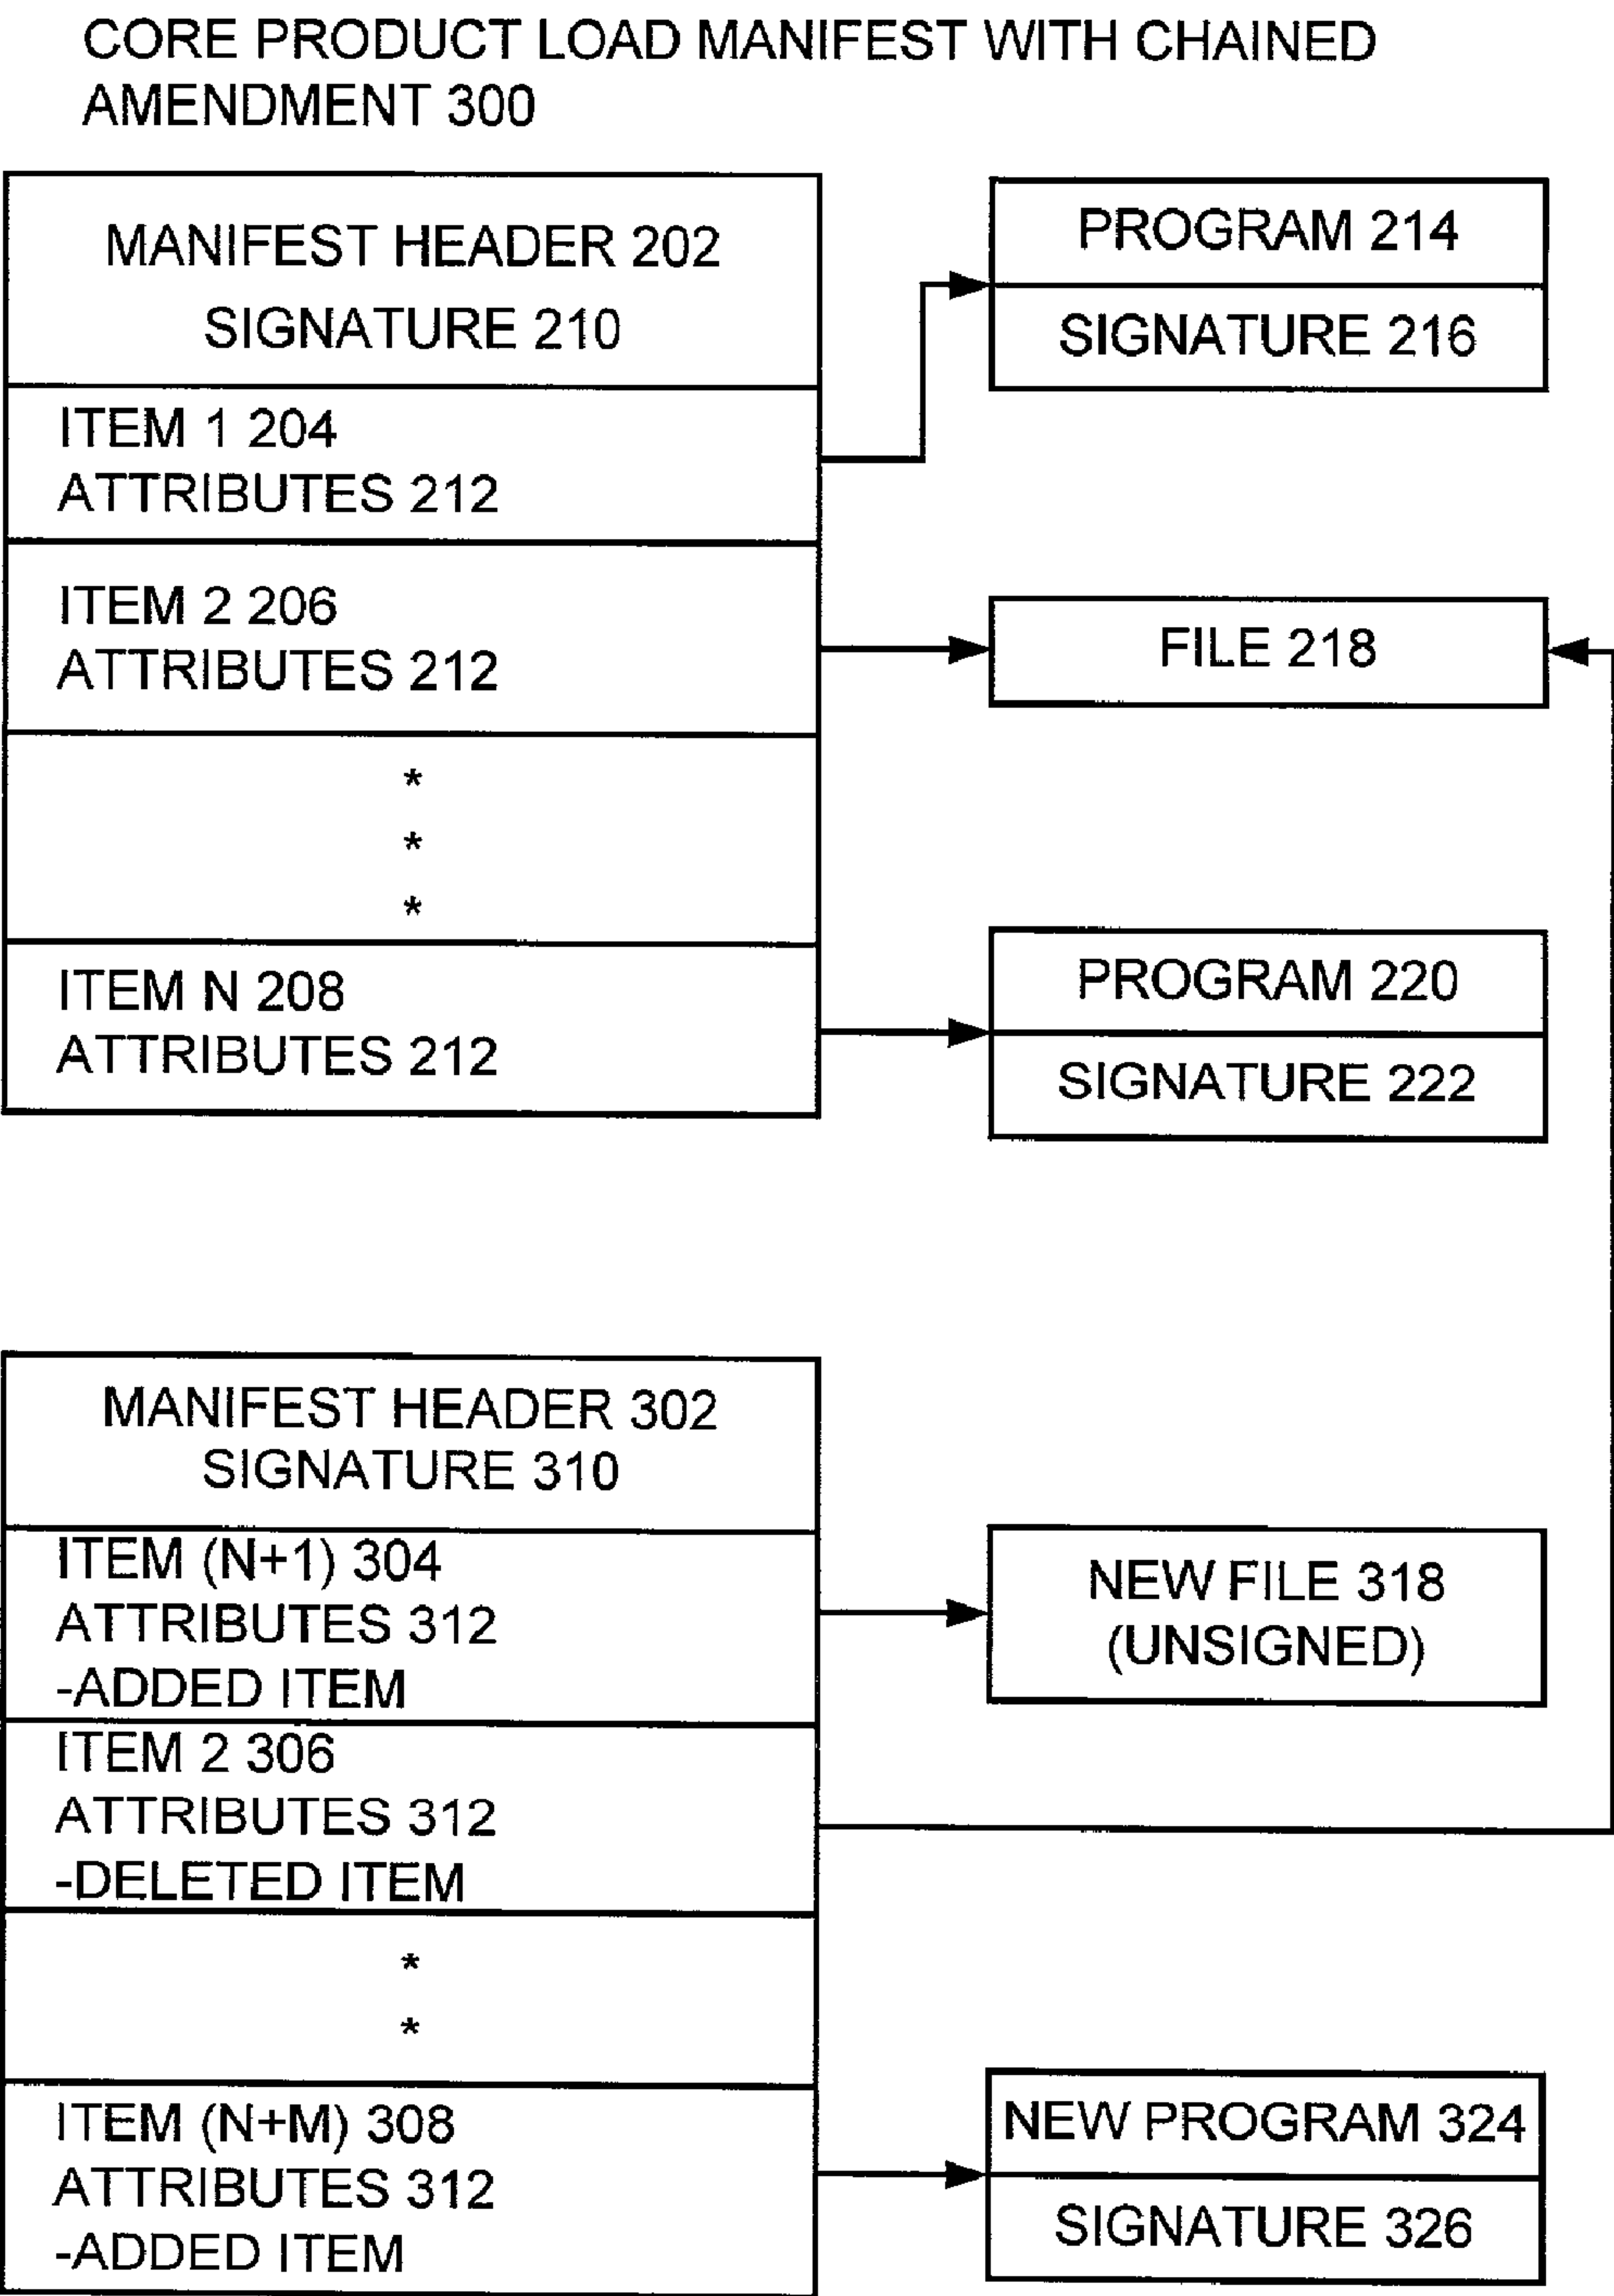 CORE PRODUCT LOAD MANIFEST WITH CHAINED
AMENDMENT 300
MANIFEST HEADER 202
SIGNATURE 210
ITEM 1 204
ATTRIBUTES 212
ITEM 2 206
ATTRIBUTES 212
*
*
*
ITEM N 208
ATTRIBUTES 212
PROGRAM 214
SIGNATURE 216
FILE 218
PROGRAM 220
SIGNATURE 222
MANIFEST HEADER 302
SIGNATURE 310
ITEM (N+1) 304
ATTRIBUTES 312
-ADDED ITEM
ITEM 2 306
ATTRIBUTES 312
-DELETED ITEM
*
*
ITEM (N+M) 308
ATTRIBUTES 312
-ADDED ITEM
NEW FILE 318
(UNSIGNED)
NEW PROGRAM 324
SIGNATURE 326